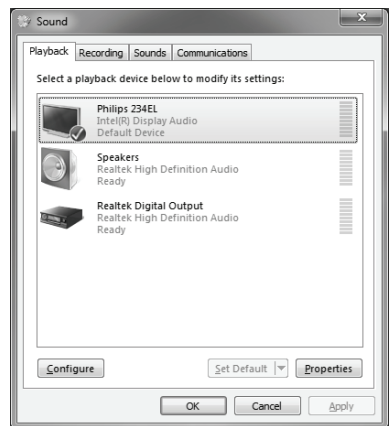 Sound
Playback Recording Sounds Communications
Select a playback device below to modify its settings:
Philips 234EL
Intel(R) Display Audio
Default Device
Speakers
Realtek High Definition Audio
Ready
Realtek Digital Output
Realtek High Definition Audio
Ready
Configure Set Default Properties
OK Cancel Apply